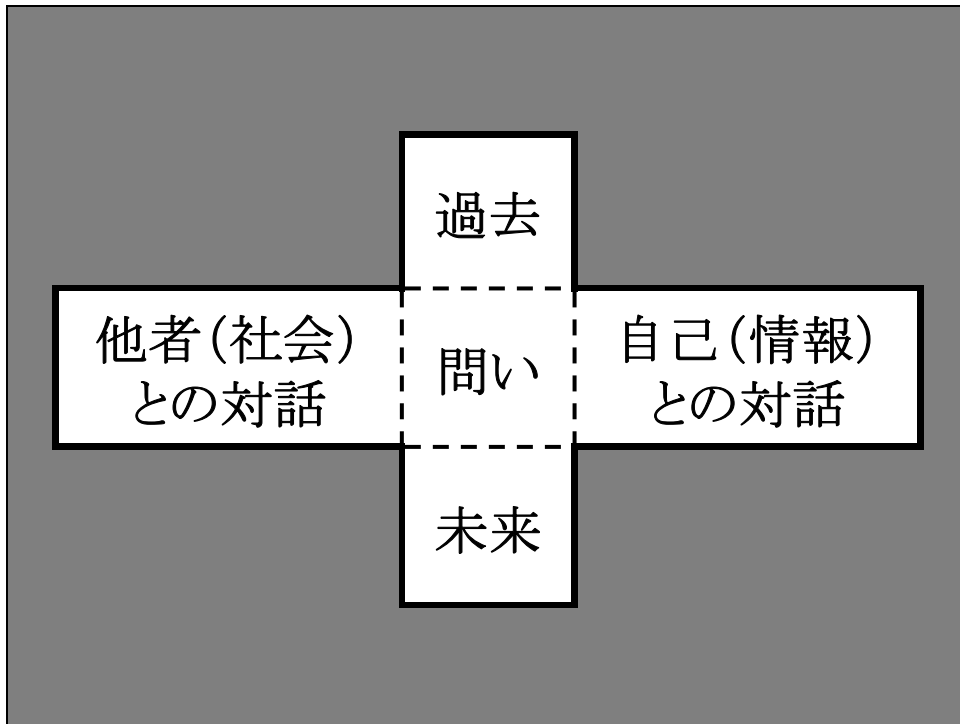 過去
他者（社会）
との対話
問い
自己（情報）
との対話
未来